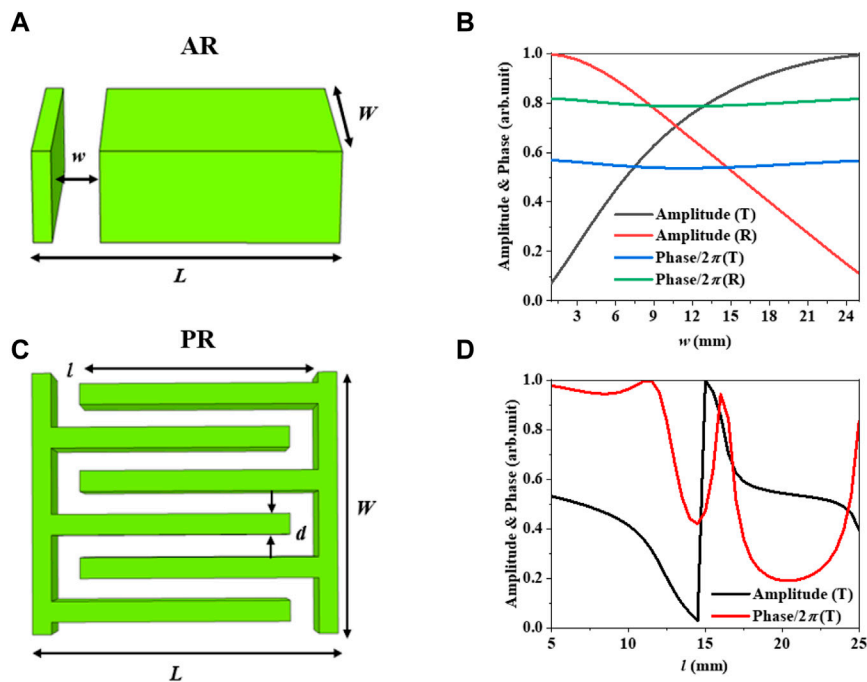 A
AR
W
w
L
B
1.0
0.8
0.6
0.4
0.2
0.0
Amplitude & Phase (arb.unit)
Amplitude (T)
Amplitude (R)
Phase/2π(T)
Phase/2π(R)
3 6 9 12 15 18 21 24
w (mm)
C
PR
l
d
W
L
D
1.0
0.8
0.6
0.4
0.2
0.0
Amplitude & Phase (arb.unit)
Amplitude (T)
Phase/2π(T)
5 10 15 20 25
l (mm)